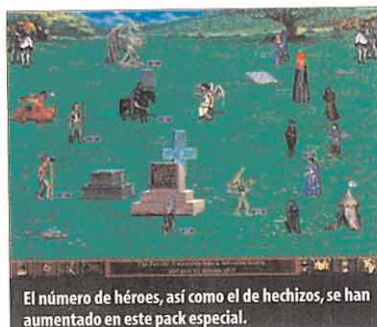 El número de héroes, así como el de hechizos, se han
aumentado en este pack especial.